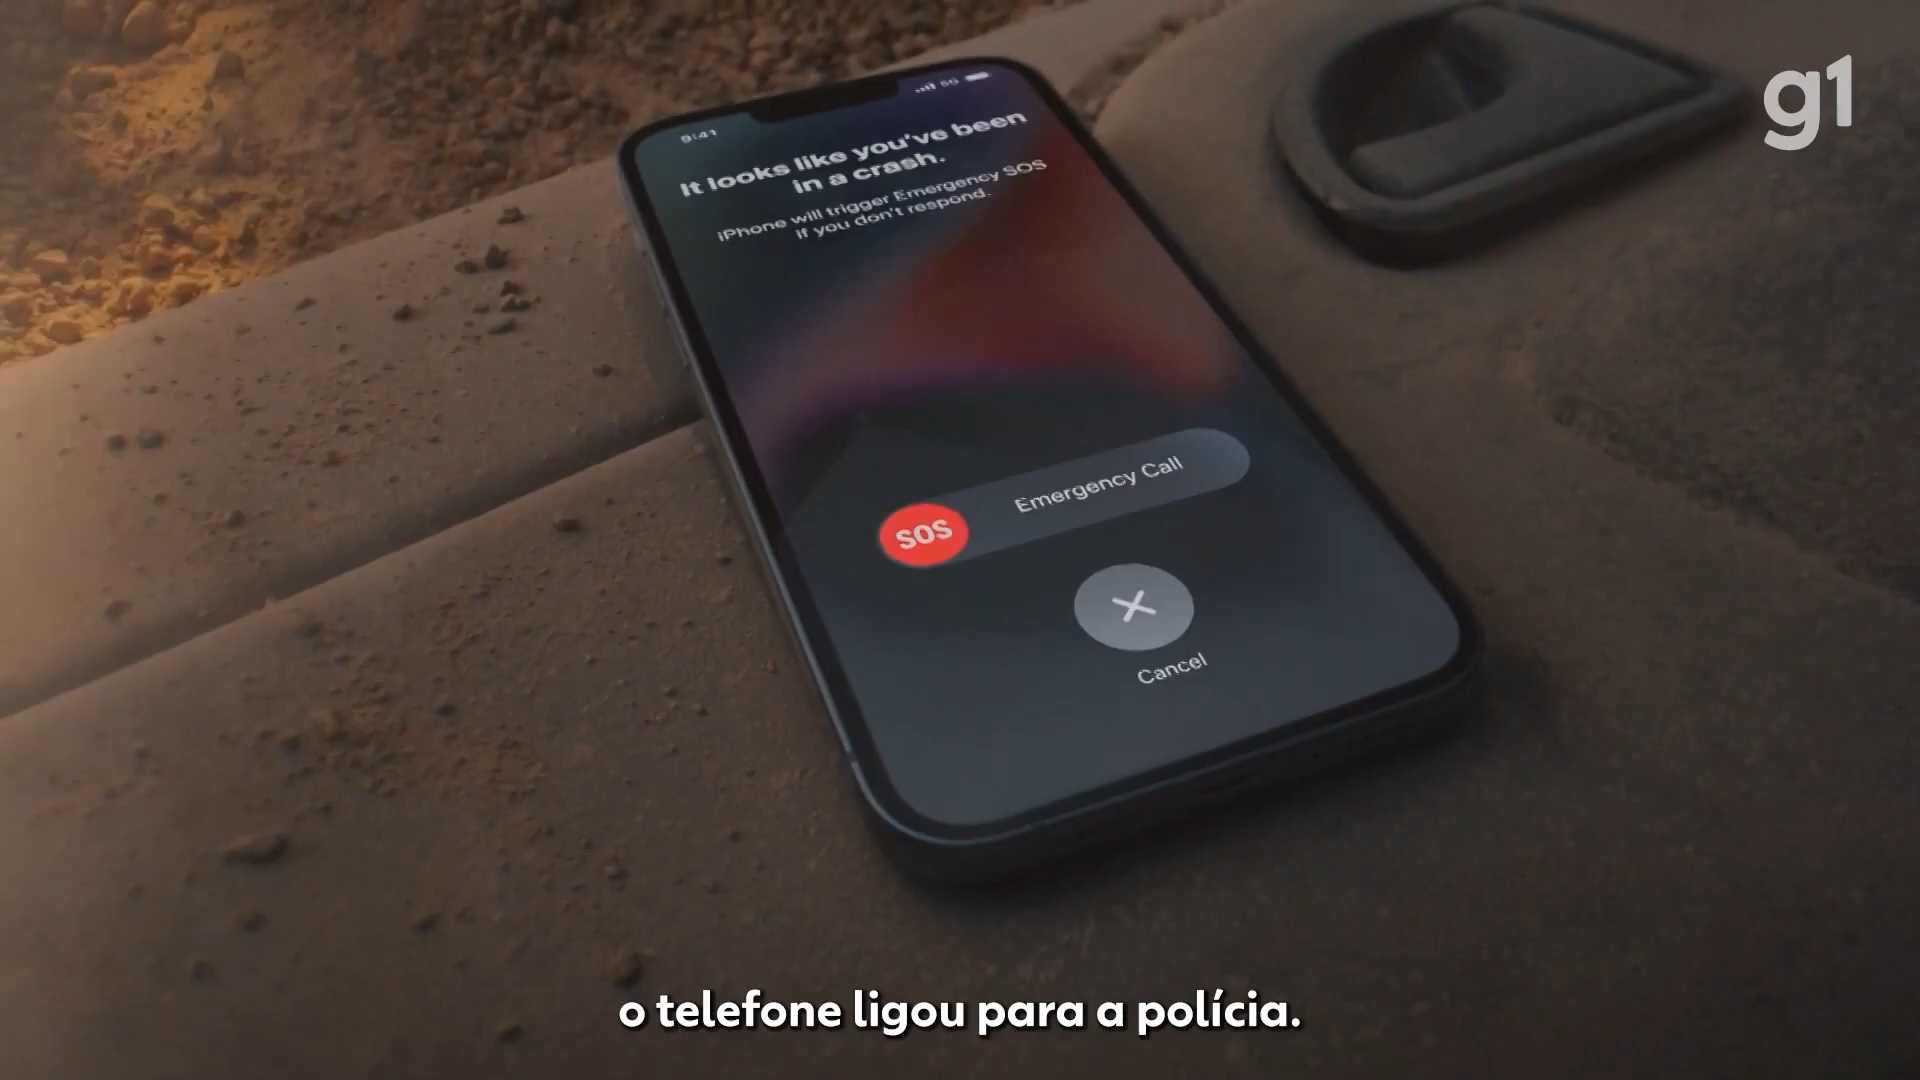 g1
9:41
5G
It looks like you've been
in a crash.
iPhone will trigger Emergency SOS
if you don't respond.
SOS
Emergency Call
Cancel
o telefone ligou para a polícia.